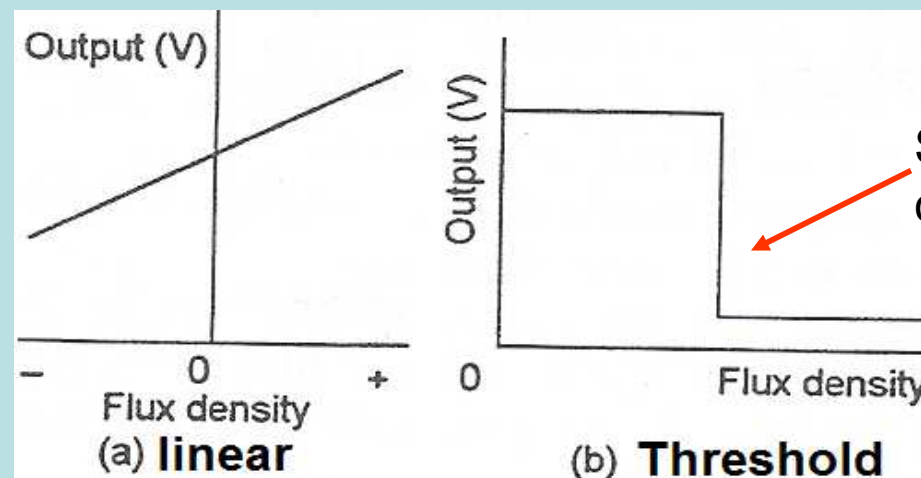 Output (V)
–
0
+
Flux density
(a) linear
Output (V)
0
Flux density
(b) Threshold